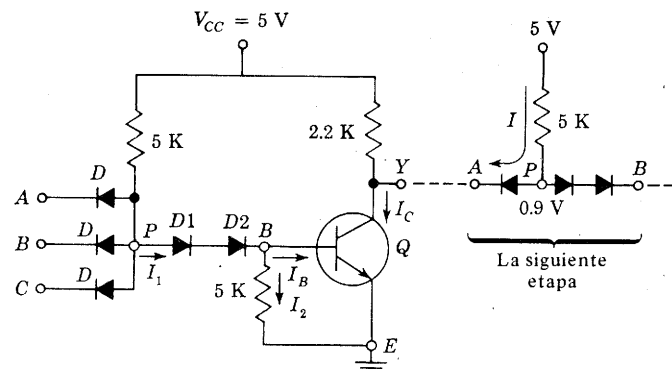 V_CC = 5 V
5 V
5 K
2.2 K
I
5 K
D
Y
A
P
B
A
I_C
0.9 V
D
P
D1
D2
B
Q
B
I_1
I_B
La siguiente
etapa
D
5 K
I_2
C
E